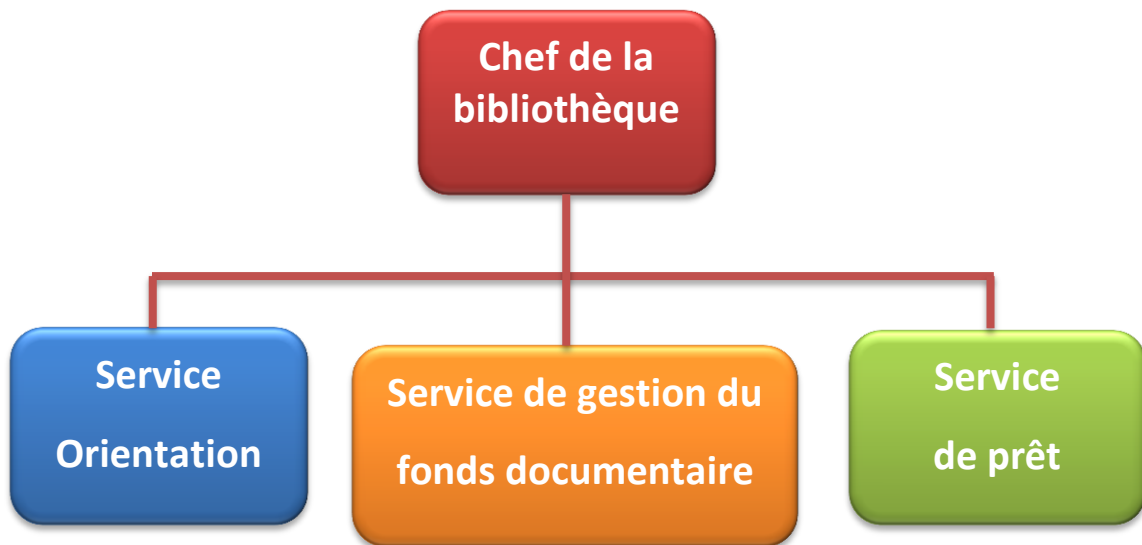 Chef de la
bibliothèque
Service
Orientation
Service de gestion du
fonds documentaire
Service
de prêt